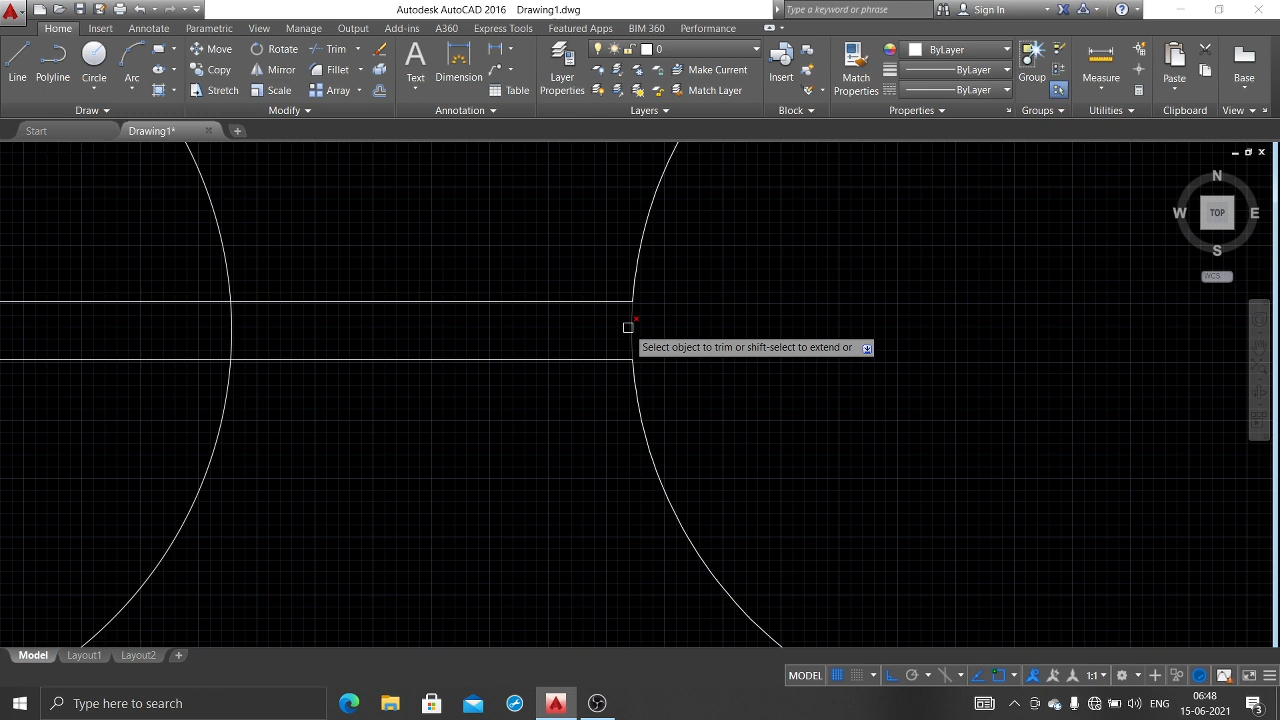 Autodesk AutoCAD 2016 Drawing1.dwg
Type a keyword or phrase
Sign In
Home Insert Annotate Parametric View Manage Output Add-ins A360 Express Tools Featured Apps BIM 360 Performance
Line Polyline Circle Arc
Move Rotate Trim
Copy Mirror Fillet
Stretch Scale Array
Text Dimension Table
Layer Properties
0
Make Current
Match Layer
Insert
Match Properties
ByLayer
ByLayer
ByLayer
Group
Measure
Paste
Base
Draw Modify Annotation Layers Block Properties Groups Utilities Clipboard View
Start Drawing1*
N
W TOP E
S
WCS
Select object to trim or shift-select to extend or
Model Layout1 Layout2
MODEL 1:1
Type here to search
ENG
06:48
15-06-2021
3